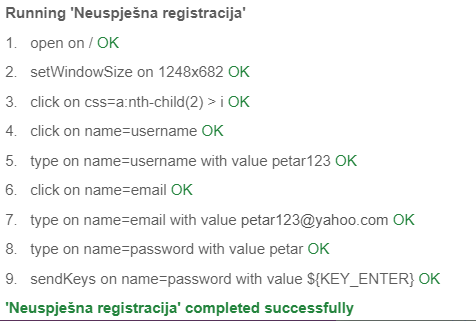 Running 'Neuspješna registracija'
1. open on / OK
2. setWindowSize on 1248x682 OK
3. click on css=a:nth-child(2) > i OK
4. click on name=username OK
5. type on name=username with value petar123 OK
6. click on name=email OK
7. type on name=email with value petar123@yahoo.com OK
8. type on name=password with value petar OK
9. sendKeys on name=password with value ${KEY_ENTER} OK
'Neuspješna registracija' completed successfully